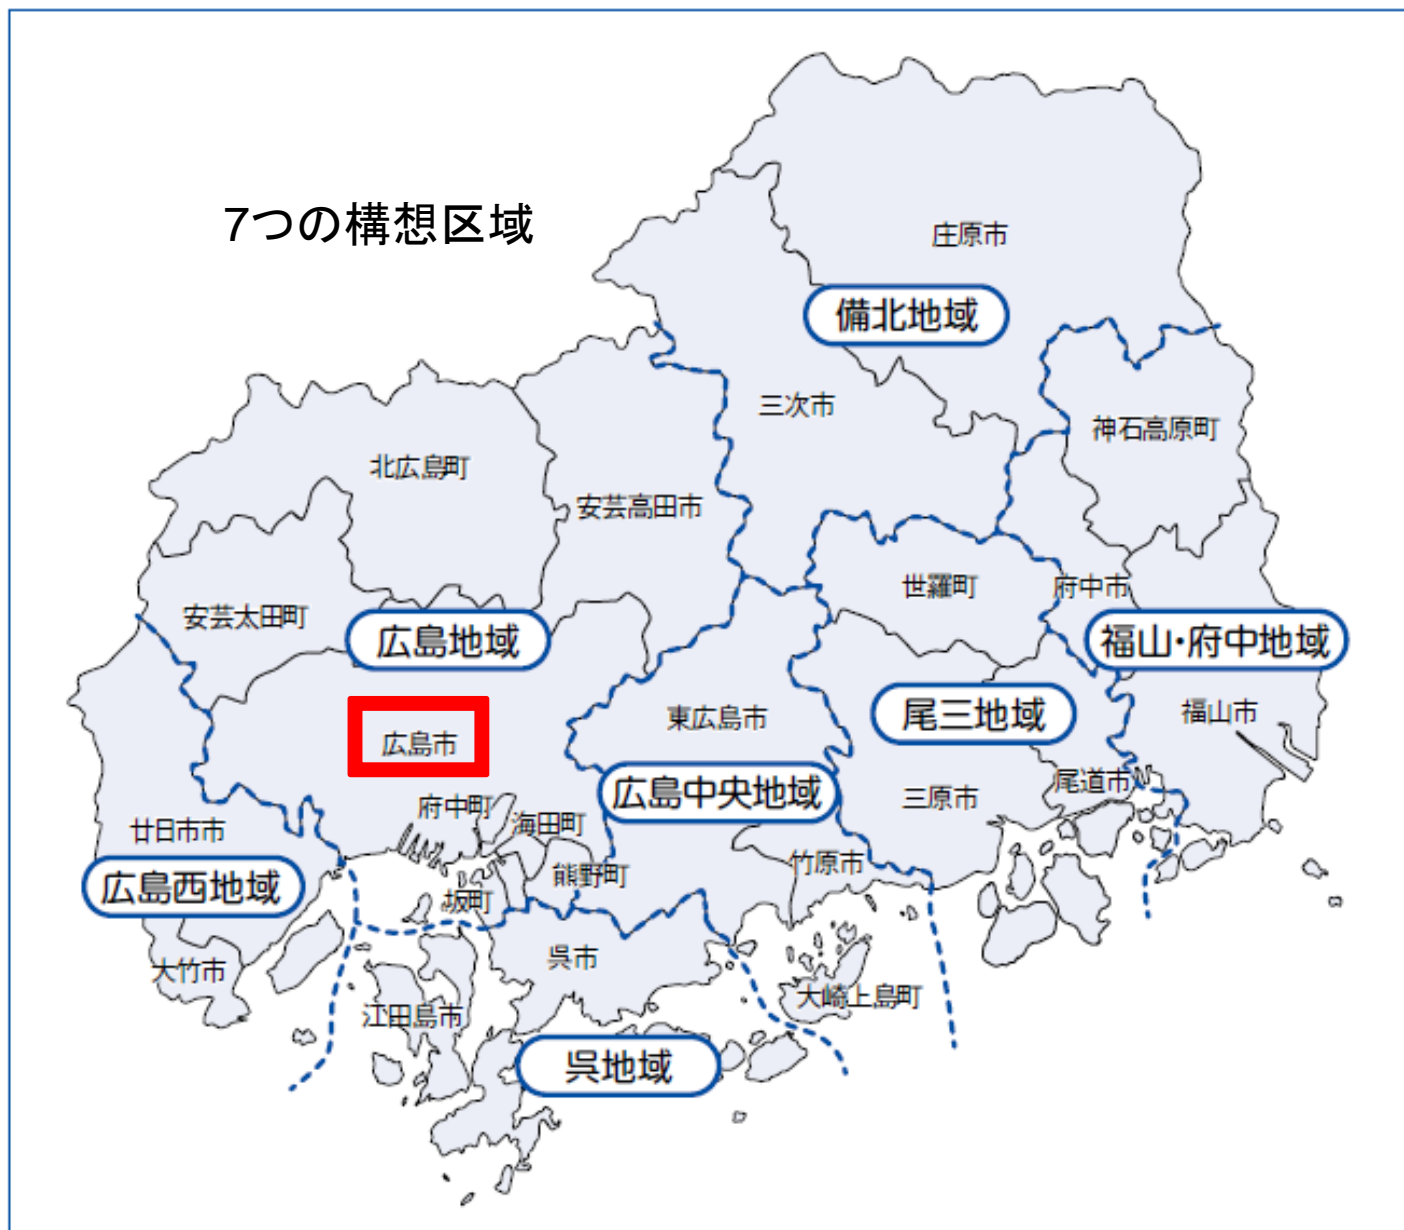 7つの構想区域
庄原市
備北地域
三次市
神石高原町
北広島町
安芸高田市
世羅町
府中市
安芸太田町
広島地域
福山・府中地域
東広島市
尾三地域
福山市
広島市
尾道市
広島中央地域
三原市
府中町
海田町
廿日市市
竹原市
熊野町
広島西地域
坂町
呉市
大竹市
大崎上島町
江田島市
呉地域